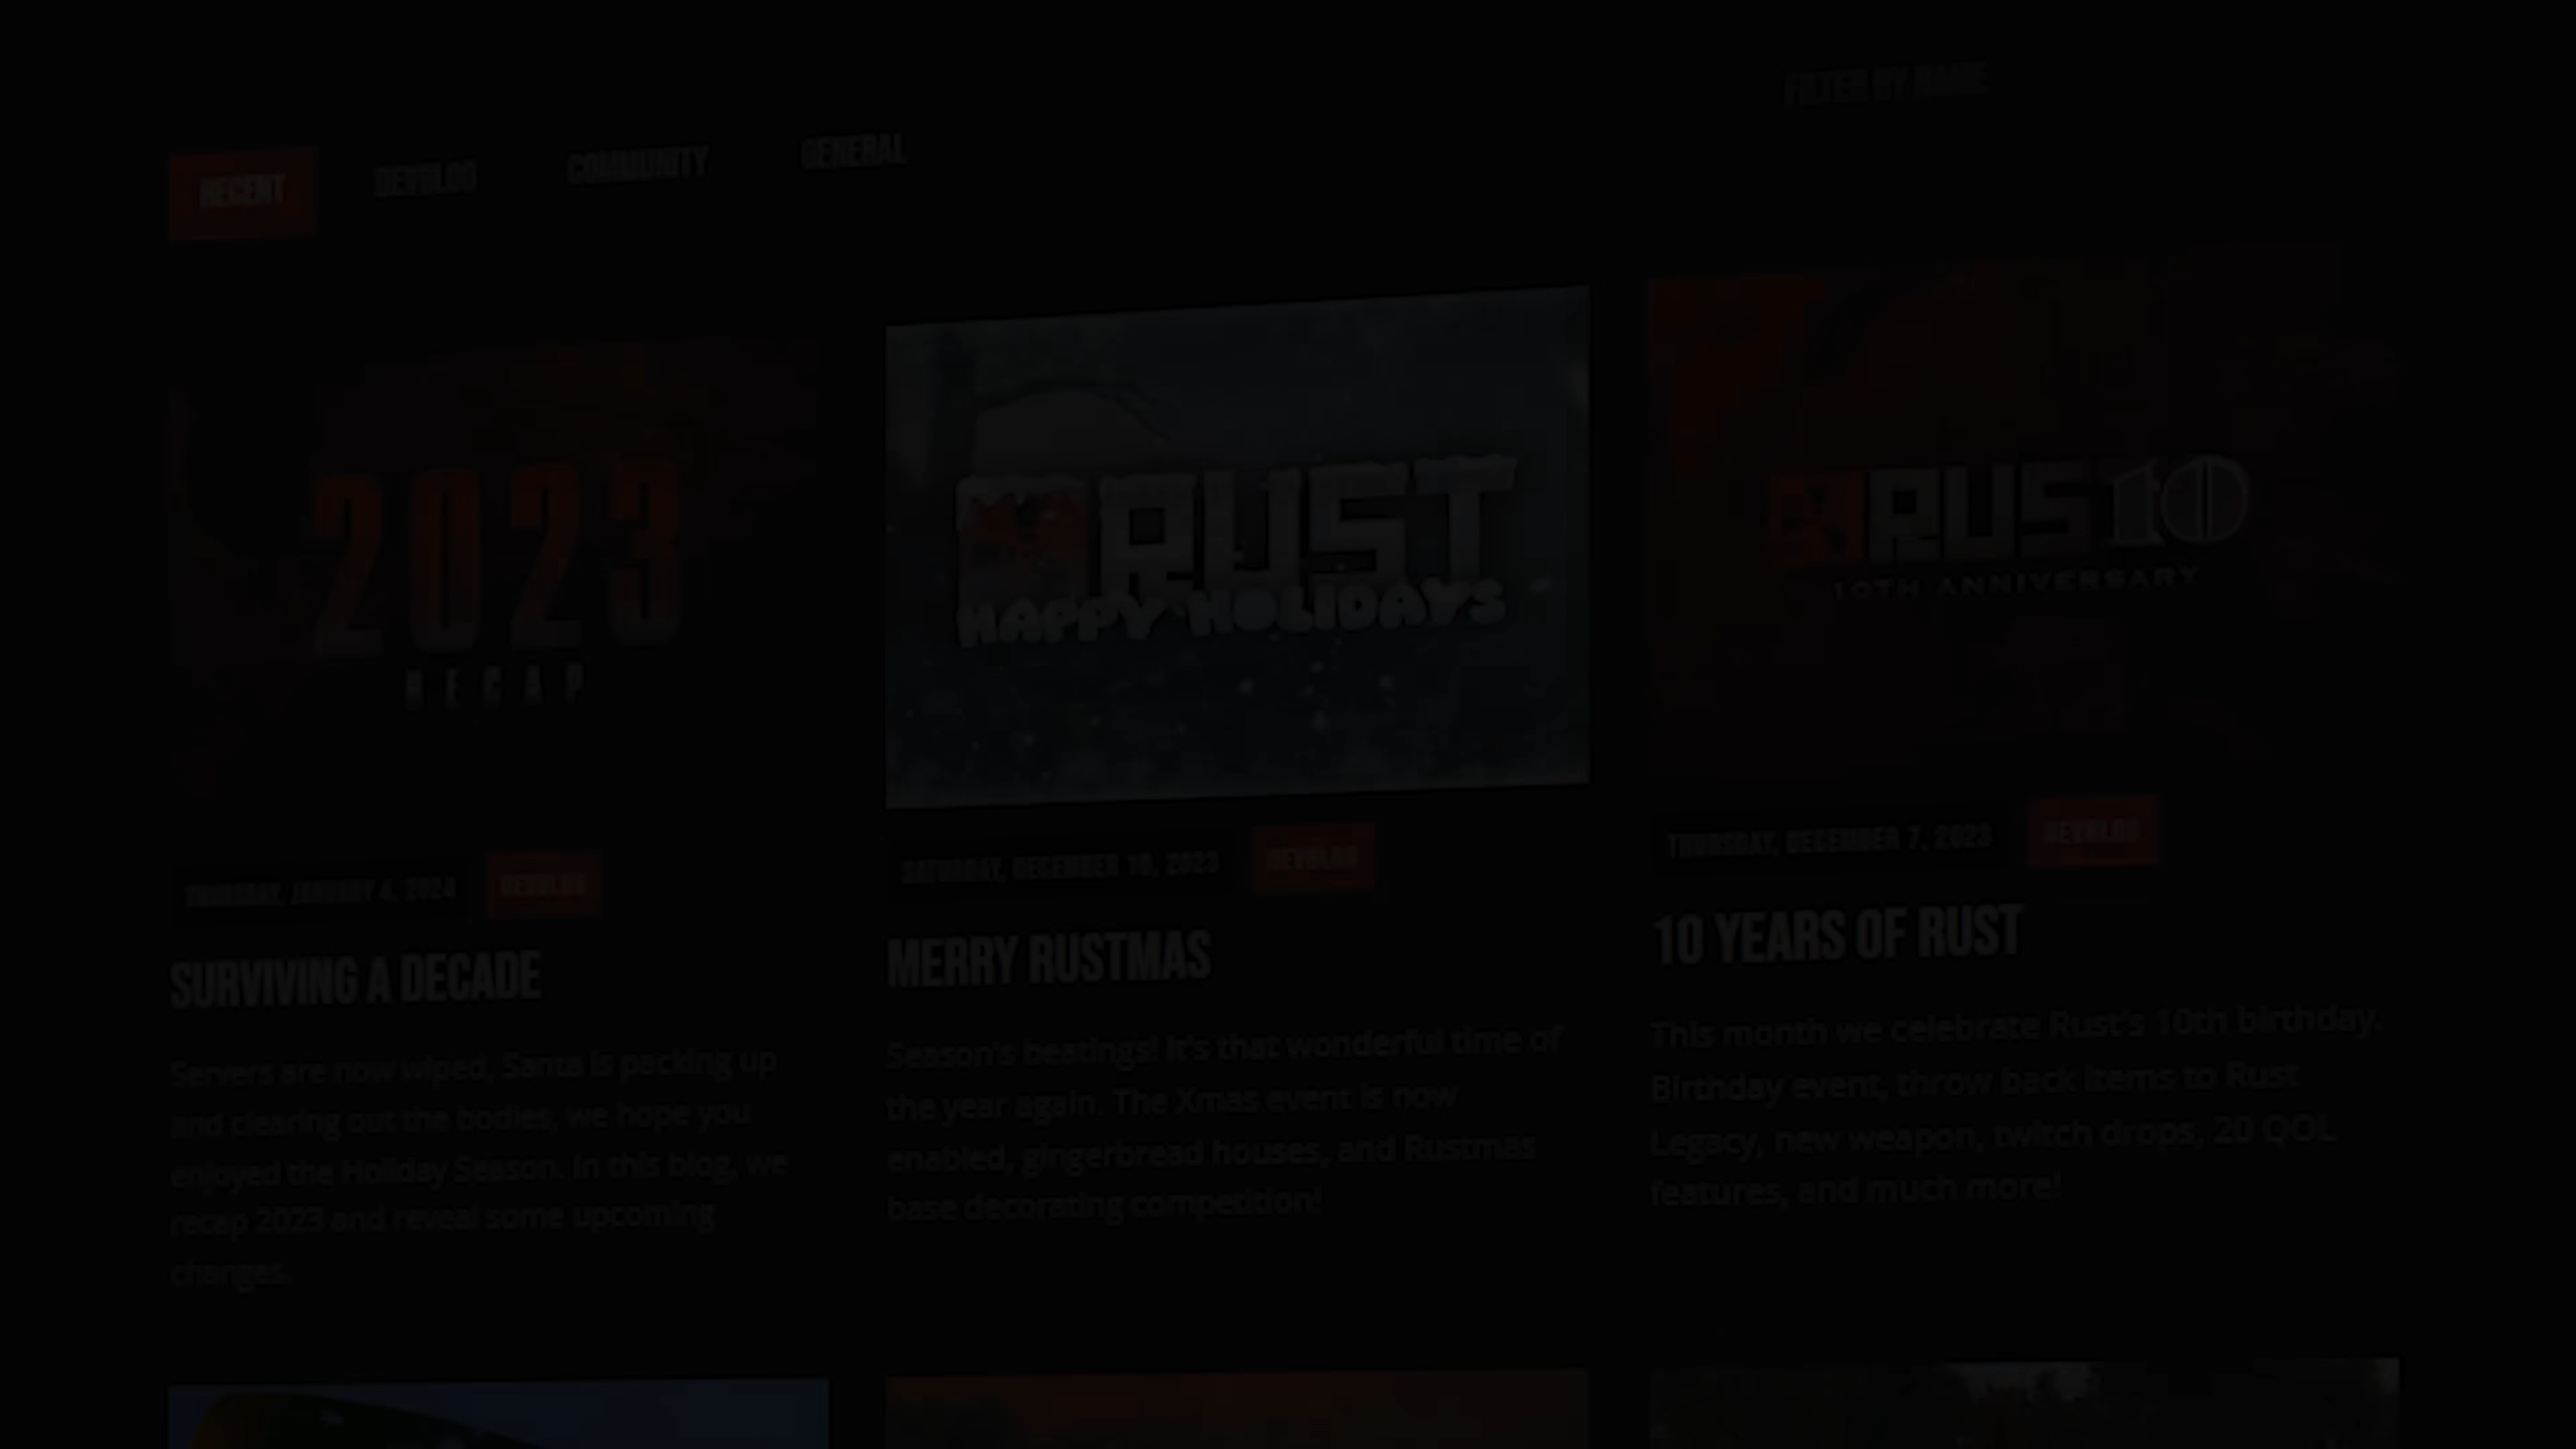 FILTER BY NAME
RECENT
DEVBLOG
COMMUNITY
GENERAL
2023
RECAP
RUST
HAPPY HOLIDAYS
RUS10
10TH ANNIVERSARY
THURSDAY, JANUARY 4, 2024
DEVBLOG
SURVIVING A DECADE
Servers are now wiped, Santa is packing up
and clearing out the bodies, we hope you
enjoyed the Holiday Season. In this blog, we
recap 2023 and reveal some upcoming
changes.
SATURDAY, DECEMBER 16, 2023
DEVBLOG
MERRY RUSTMAS
Season's beatings! It's that wonderful time of
the year again. The Xmas event is now
enabled, gingerbread houses, and Rustmas
base decorating competition!
THURSDAY, DECEMBER 7, 2023
DEVBLOG
10 YEARS OF RUST
This month we celebrate Rust's 10th birthday.
Birthday event, throw back items to Rust
Legacy, new weapon, twitch drops, 20 QOL
features, and much more!